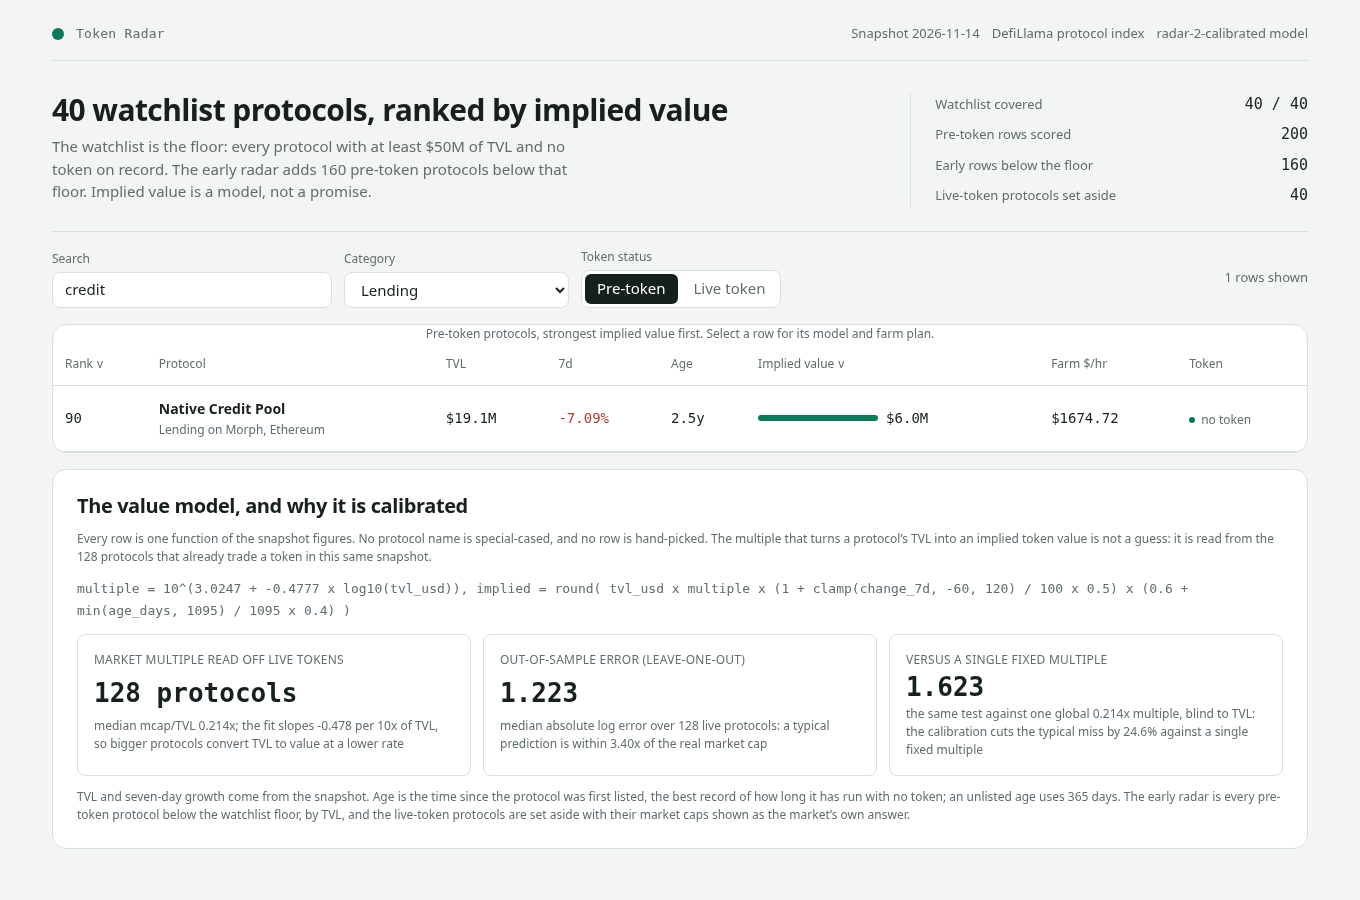 Token Radar
Snapshot 2026-11-14 DefiLlama protocol index radar-2-calibrated model
40 watchlist protocols, ranked by implied value
The watchlist is the floor: every protocol with at least $50M of TVL and no
token on record. The early radar adds 160 pre-token protocols below that
floor. Implied value is a model, not a promise.
Watchlist covered 40 / 40
Pre-token rows scored 200
Early rows below the floor 160
Live-token protocols set aside 40
Search
credit
Category
Lending
Token status
Pre-token Live token
1 rows shown
Pre-token protocols, strongest implied value first. Select a row for its model and farm plan.
Rank v Protocol TVL 7d Age Implied value v Farm $/hr Token
90 Native Credit Pool $19.1M -7.09% 2.5y $6.0M $1674.72 no token
Lending on Morph, Ethereum
The value model, and why it is calibrated
Every row is one function of the snapshot figures. No protocol name is special-cased, and no row is hand-picked. The multiple that turns a protocol's TVL into an implied token value is not a guess: it is read from the
128 protocols that already trade a token in this same snapshot.
multiple = 10^(3.0247 + -0.4777 x log10(tvl_usd)), implied = round( tvl_usd x multiple x (1 + clamp(change_7d, -60, 120) / 100 x 0.5) x (0.6 +
min(age_days, 1095) / 1095 x 0.4) )
MARKET MULTIPLE READ OFF LIVE TOKENS
128 protocols
median mcap/TVL 0.214x; the fit slopes -0.478 per 10x of TVL,
so bigger protocols convert TVL to value at a lower rate
OUT-OF-SAMPLE ERROR (LEAVE-ONE-OUT)
1.223
median absolute log error over 128 live protocols: a typical
prediction is within 3.40x of the real market cap
VERSUS A SINGLE FIXED MULTIPLE
1.623
the same test against one global 0.214x multiple, blind to TVL:
the calibration cuts the typical miss by 24.6% against a single
fixed multiple
TVL and seven-day growth come from the snapshot. Age is the time since the protocol was first listed, the best record of how long it has run with no token; an unlisted age uses 365 days. The early radar is every pre-
token protocol below the watchlist floor, by TVL, and the live-token protocols are set aside with their market caps shown as the market's own answer.